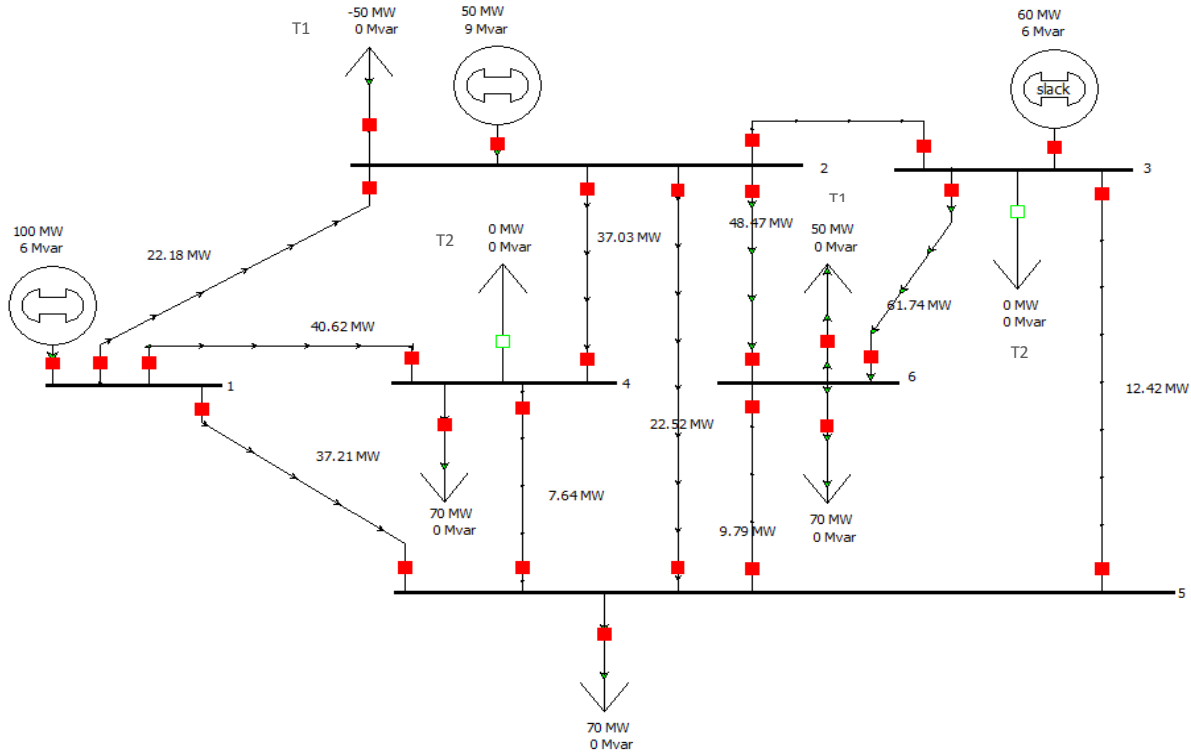 T1
-50 MW
0 Mvar
50 MW
9 Mvar
60 MW
6 Mvar
slack
2
3
T1
100 MW
6 Mvar
22.18 MW
T2
0 MW
0 Mvar
37.03 MW
48.47 MW
50 MW
0 Mvar
61.74 MW
0 MW
0 Mvar
T2
40.62 MW
1
4
6
12.42 MW
22.52 MW
37.21 MW
7.64 MW
70 MW
0 Mvar
9.79 MW
70 MW
0 Mvar
5
70 MW
0 Mvar